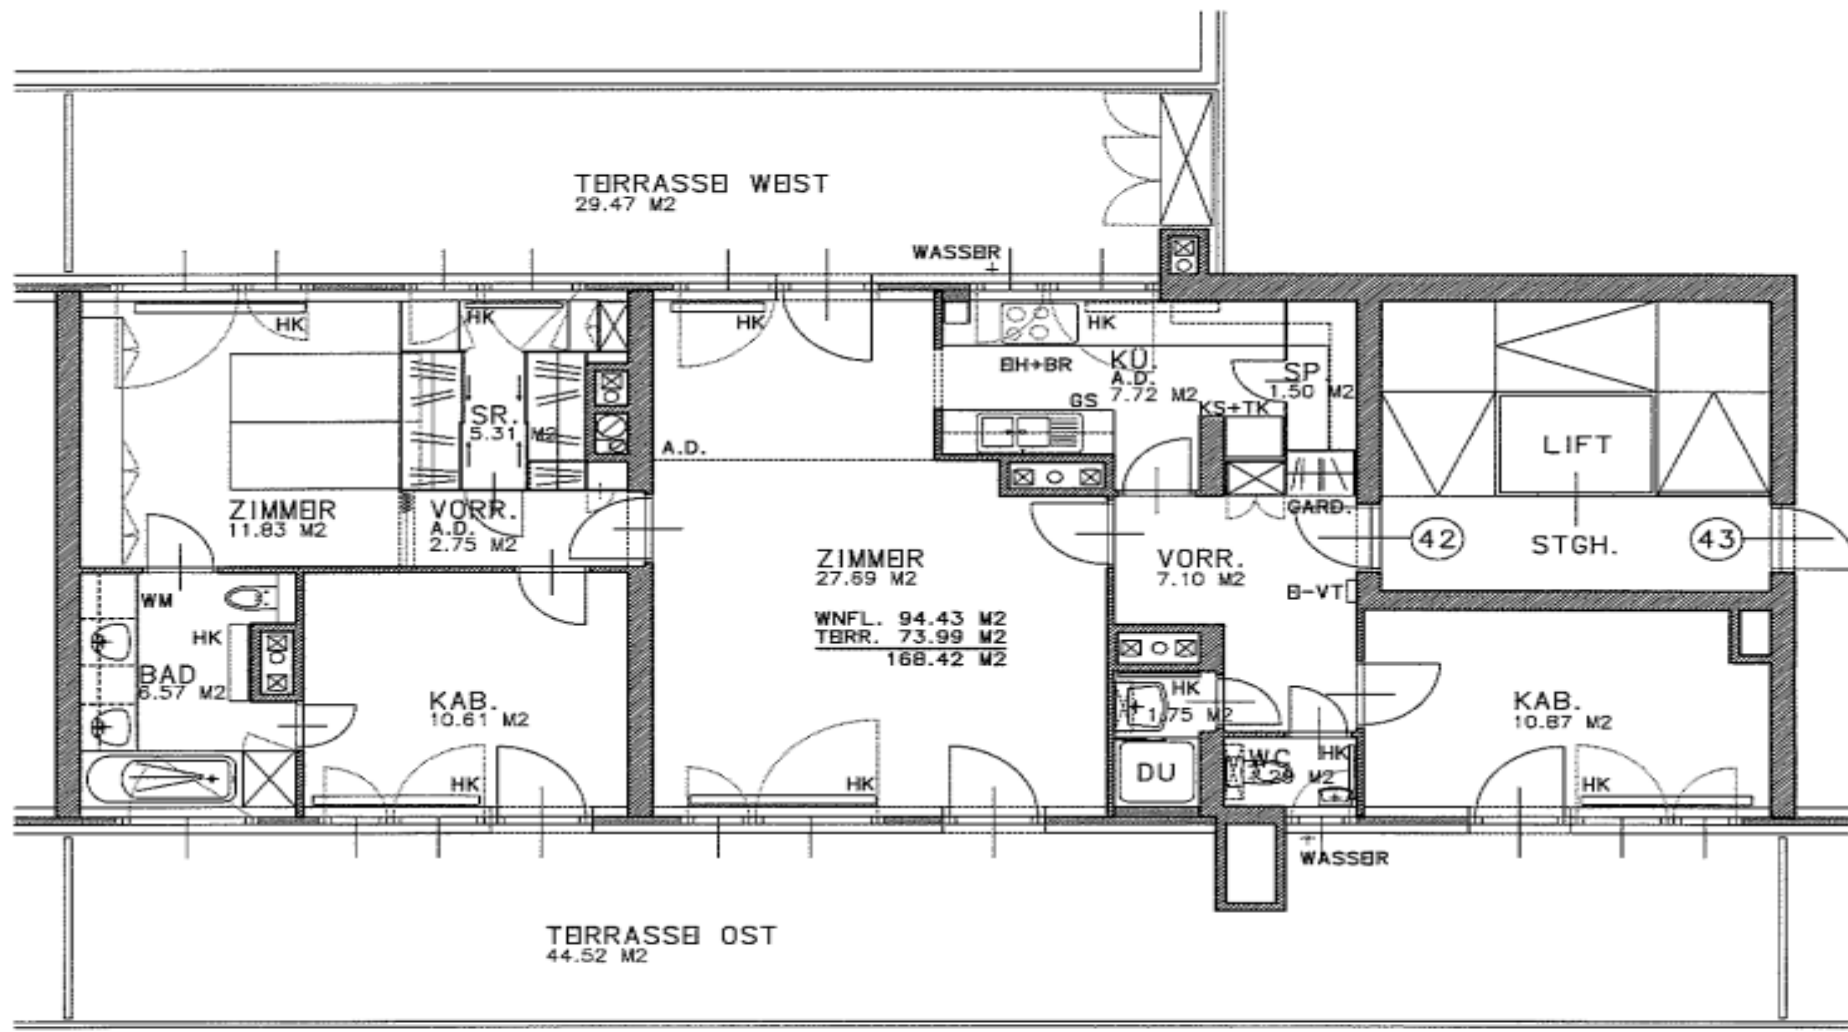 TERRASSE WEST
29.47 M2
WASSER
HK
HK
HK
HK
EH+BR
KÜ.
A.D.
7.72 M2
SP
1.50 M2
GS
KS+TK
SR.
5.31 M2
A.D.
LIFT
ZIMMER
11.83 M2
VORR.
A.D.
2.75 M2
GARD.
42
STGH.
43
ZIMMER
27.69 M2
VORR.
7.10 M2
WNFL. 94.43 M2
TERR. 73.99 M2
168.42 M2
E-VT
WM
HK
BAD
6.57 M2
KAB.
10.61 M2
HK
1.75 M2
KAB.
10.87 M2
DU
WC
HK
M2
HK
HK
HK
WASSER
TERRASSE OST
44.52 M2